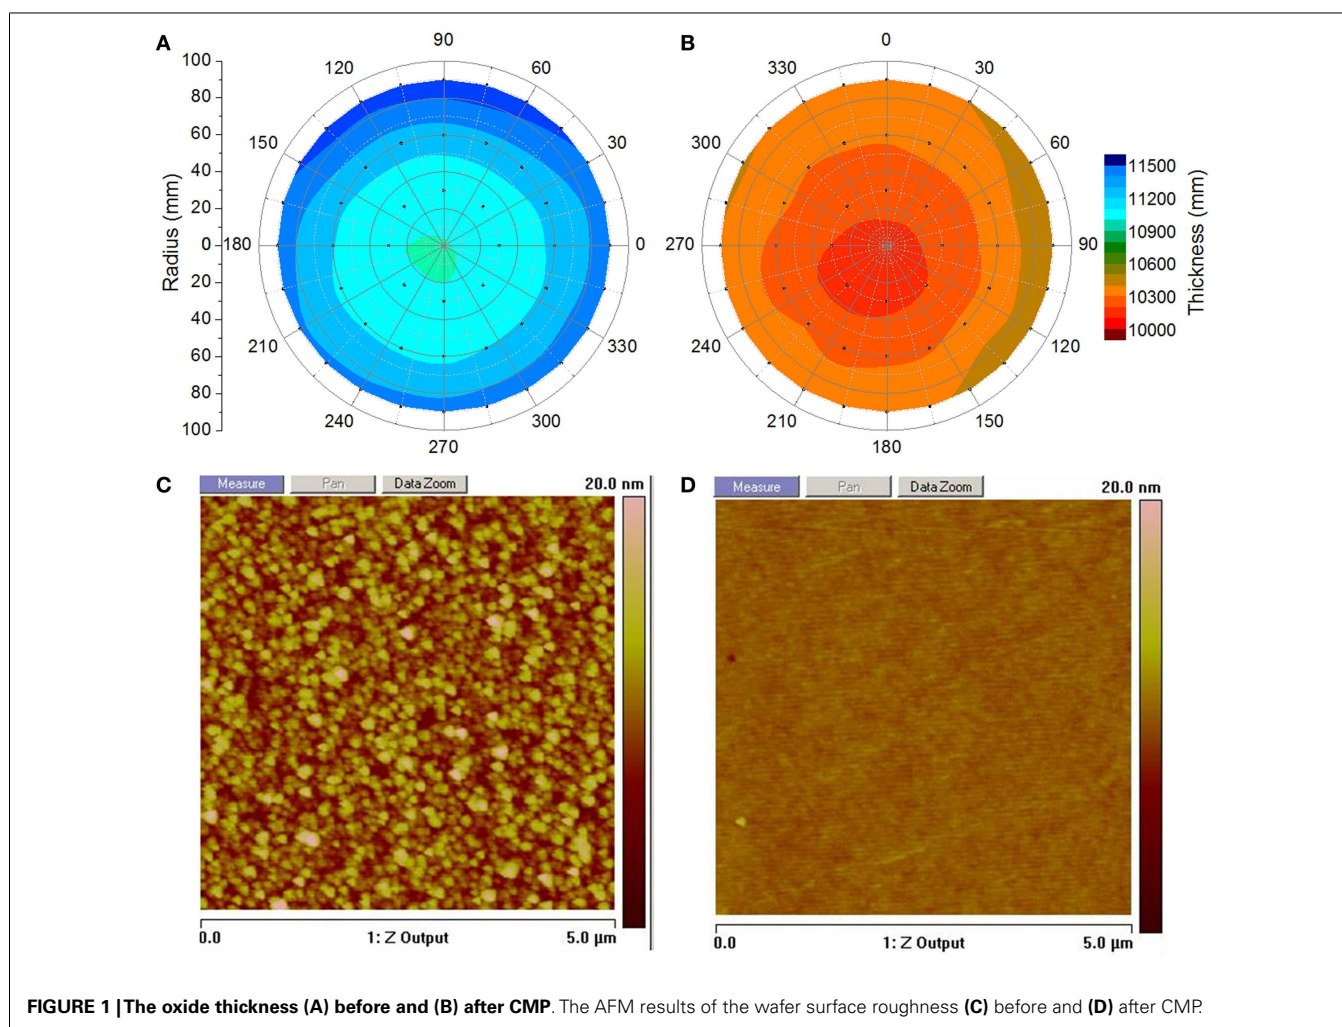 A
B
90
120
60
150
30
180
0
210
330
240
300
270
100
80
60
40
20
0
20
40
60
80
100
Radius (mm)
0
330
30
300
60
270
90
240
120
210
150
180
11500
11200
10900
10600
10300
10000
Thickness (mm)
C
Measure
Pan
Data Zoom
20.0 nm
0.0
1: Z Output
5.0 µm
D
Measure
Pan
Data Zoom
20.0 nm
0.0
1: Z Output
5.0 µm
FIGURE 1 | The oxide thickness (A) before and (B) after CMP. The AFM results of the wafer surface roughness (C) before and (D) after CMP.